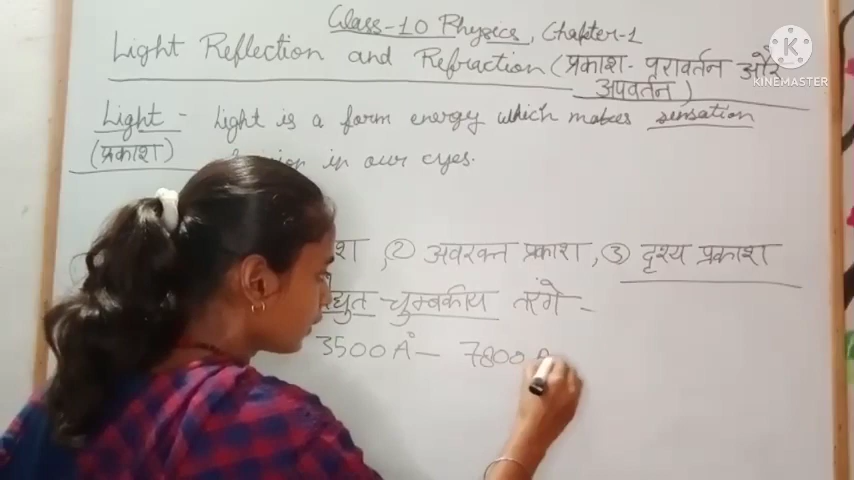 Class-10 Physics, Chapter-1
Light Reflection and Refraction (प्रकाश - परावर्तन और
अपवर्तन)
KINEMASTER
Light - Light is a form energy which makes sensation
(प्रकाश) in our eyes.
② अवरक्त प्रकाश, ③ दृश्य प्रकाश
चुम्बकीय तरंगे -
3500 A° - 7800